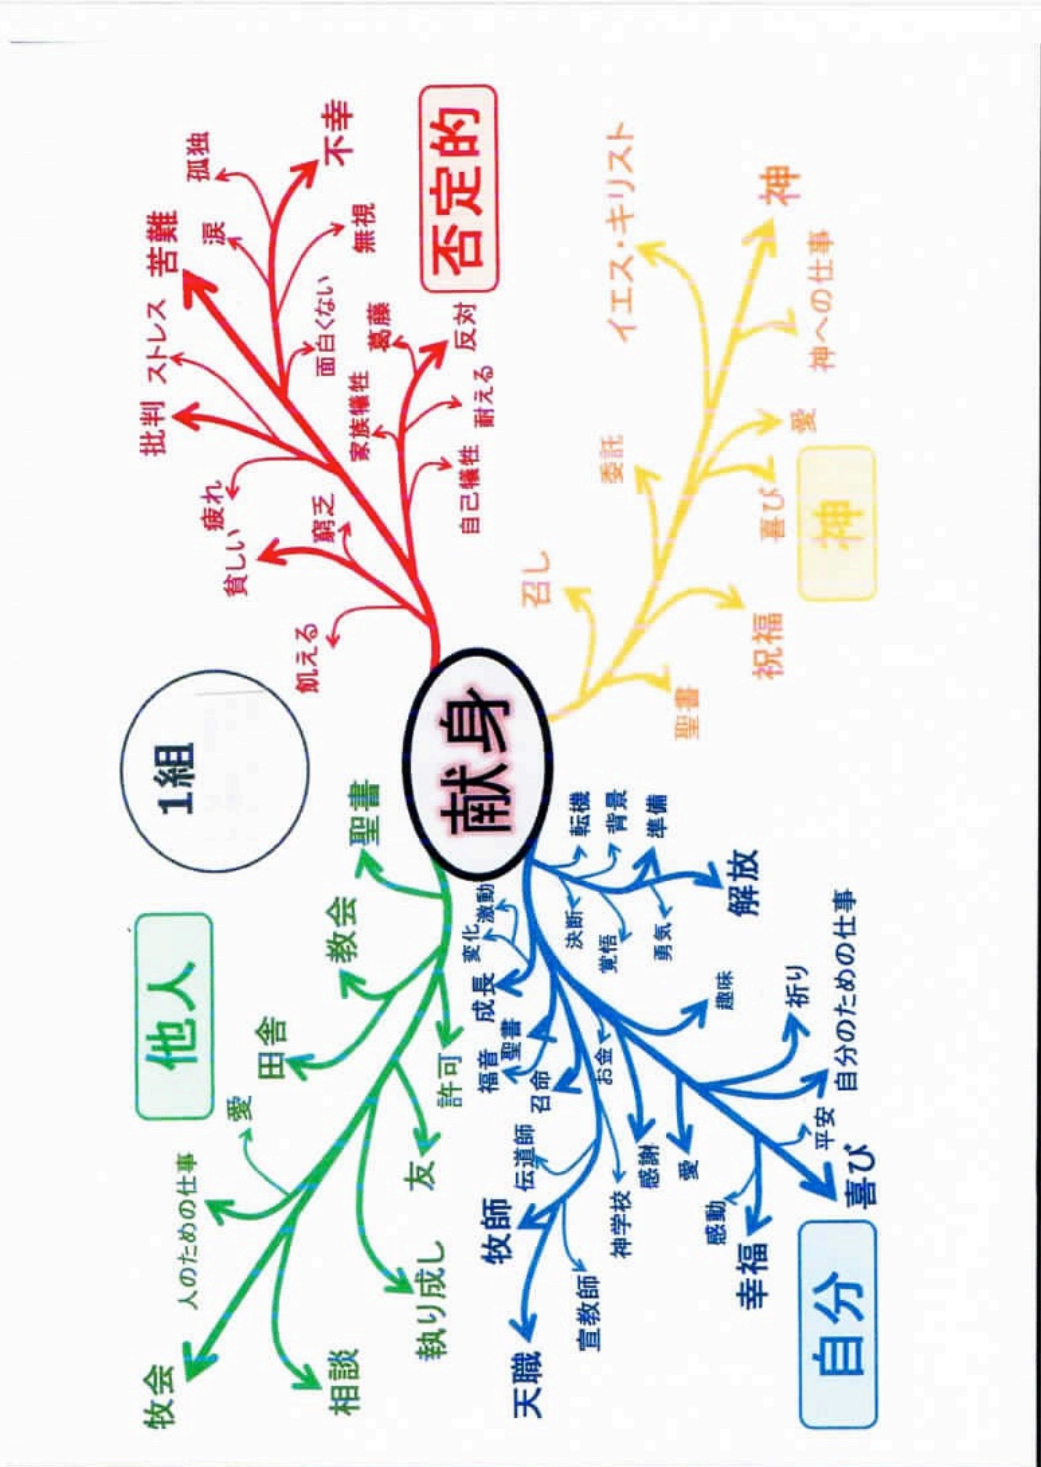 1組
献身
他人
聖書
教会
田舎
許可
愛
友
人のための仕事
執り成し
相談
牧会
否定的
飢える
貧しい
窮乏
疲れ
批判
ストレス
苦難
涙
孤独
不幸
無視
面白くない
葛藤
家族犠牲
反対
耐える
自己犠牲
神
召し
委託
イエス・キリスト
神
神への仕事
愛
喜び
祝福
聖書
自分
転機
背景
準備
解放
決断
覚悟
勇気
激動
変化
成長
聖書
福音
召命
お金
趣味
祈り
自分のための仕事
平安
喜び
感動
幸福
愛
感謝
神学校
伝道師
牧師
宣教師
天職